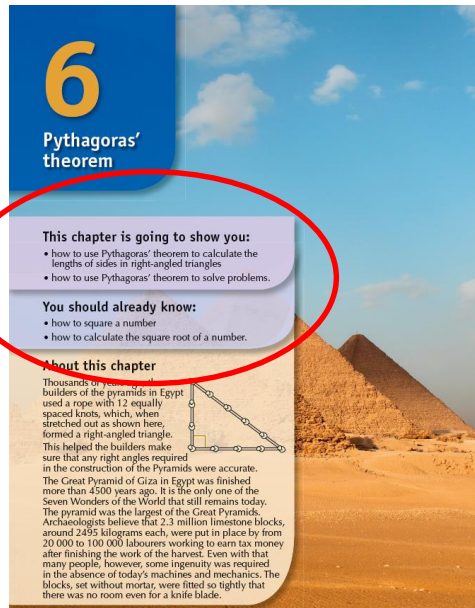 6
Pythagoras'
theorem
This chapter is going to show you:
• how to use Pythagoras' theorem to calculate the
lengths of sides in right-angled triangles
• how to use Pythagoras' theorem to solve problems.
You should already know:
• how to square a number
• how to calculate the square root of a number.
About this chapter
Thousands of
builders of the pyramids in Egypt
used a rope with 12 equally
spaced knots, which, when
stretched out as shown here,
formed a right-angled triangle.
This helped the builders make
sure that any right angles required
in the construction of the Pyramids were accurate.
The Great Pyramid of Giza in Egypt was finished
more than 4500 years ago. It is the only one of the
Seven Wonders of the World that still remains today.
The pyramid was the largest of the Great Pyramids.
Archaeologists believe that 2.3 million limestone blocks,
around 2495 kilograms each, were put in place by from
20 000 to 100 000 labourers working to earn tax money
after finishing the work of the harvest. Even with that
many people, however, some ingenuity was required
in the absence of today's machines and mechanics. The
blocks, set without mortar, were fitted so tightly that
there was no room even for a knife blade.